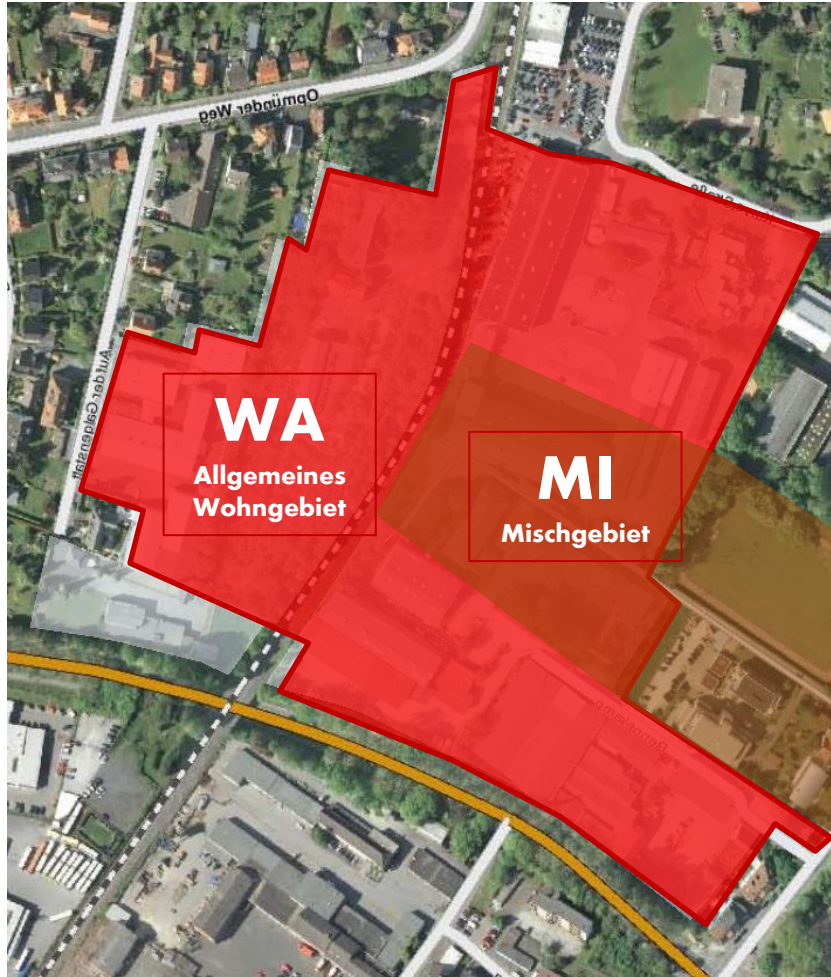 Opmünder Weg
Auf der Galgenstatt
WA
Allgemeines
Wohngebiet
MI
Mischgebiet